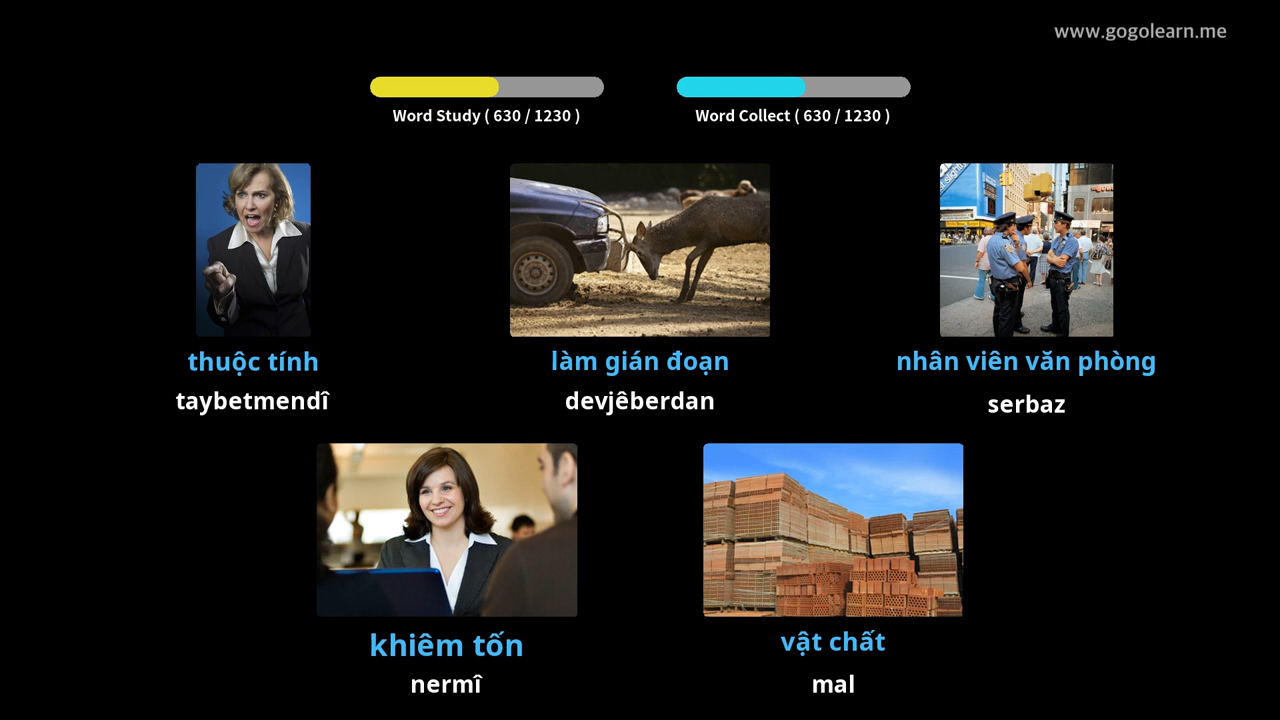 www.gogolearn.me
Word Study ( 630 / 1230 )
Word Collect ( 630 / 1230 )
thuộc tính
taybetmendî
làm gián đoạn
devjêberdan
nhân viên văn phòng
serbaz
khiêm tốn
nermî
vật chất
mal